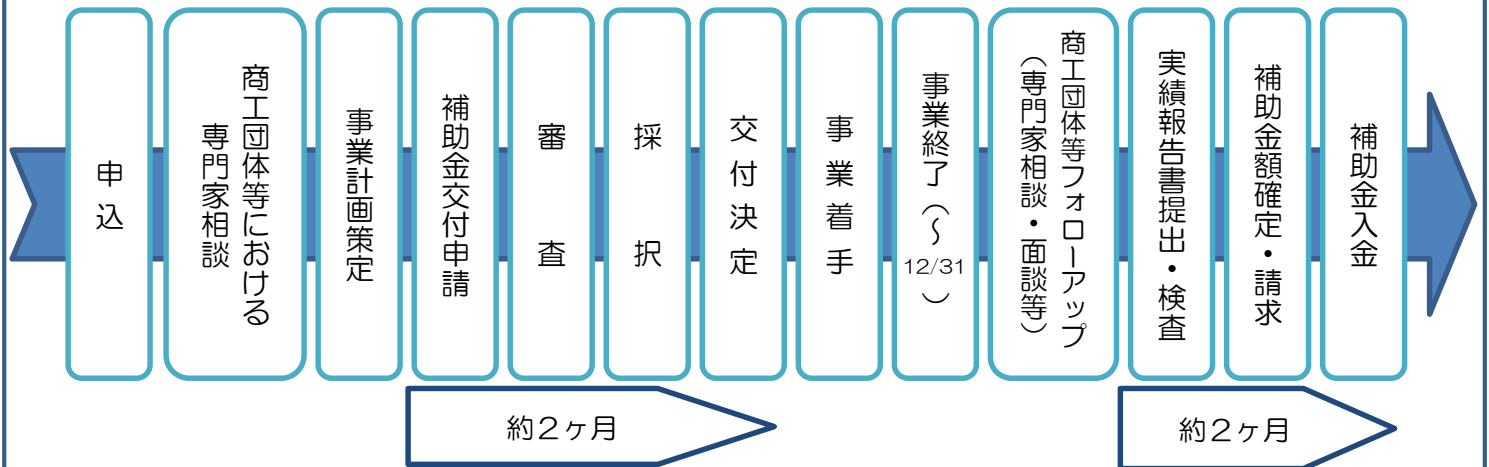 申込
商工団体等における
専門家相談
事業計画策定
補助金交付申請
審査
採択
交付決定
事業着手
事業終了（～12/31）
商工団体等フォローアップ
（専門家相談・面談等）
実績報告書提出・検査
補助金額確定・請求
補助金入金
約２ヶ月
約２ヶ月